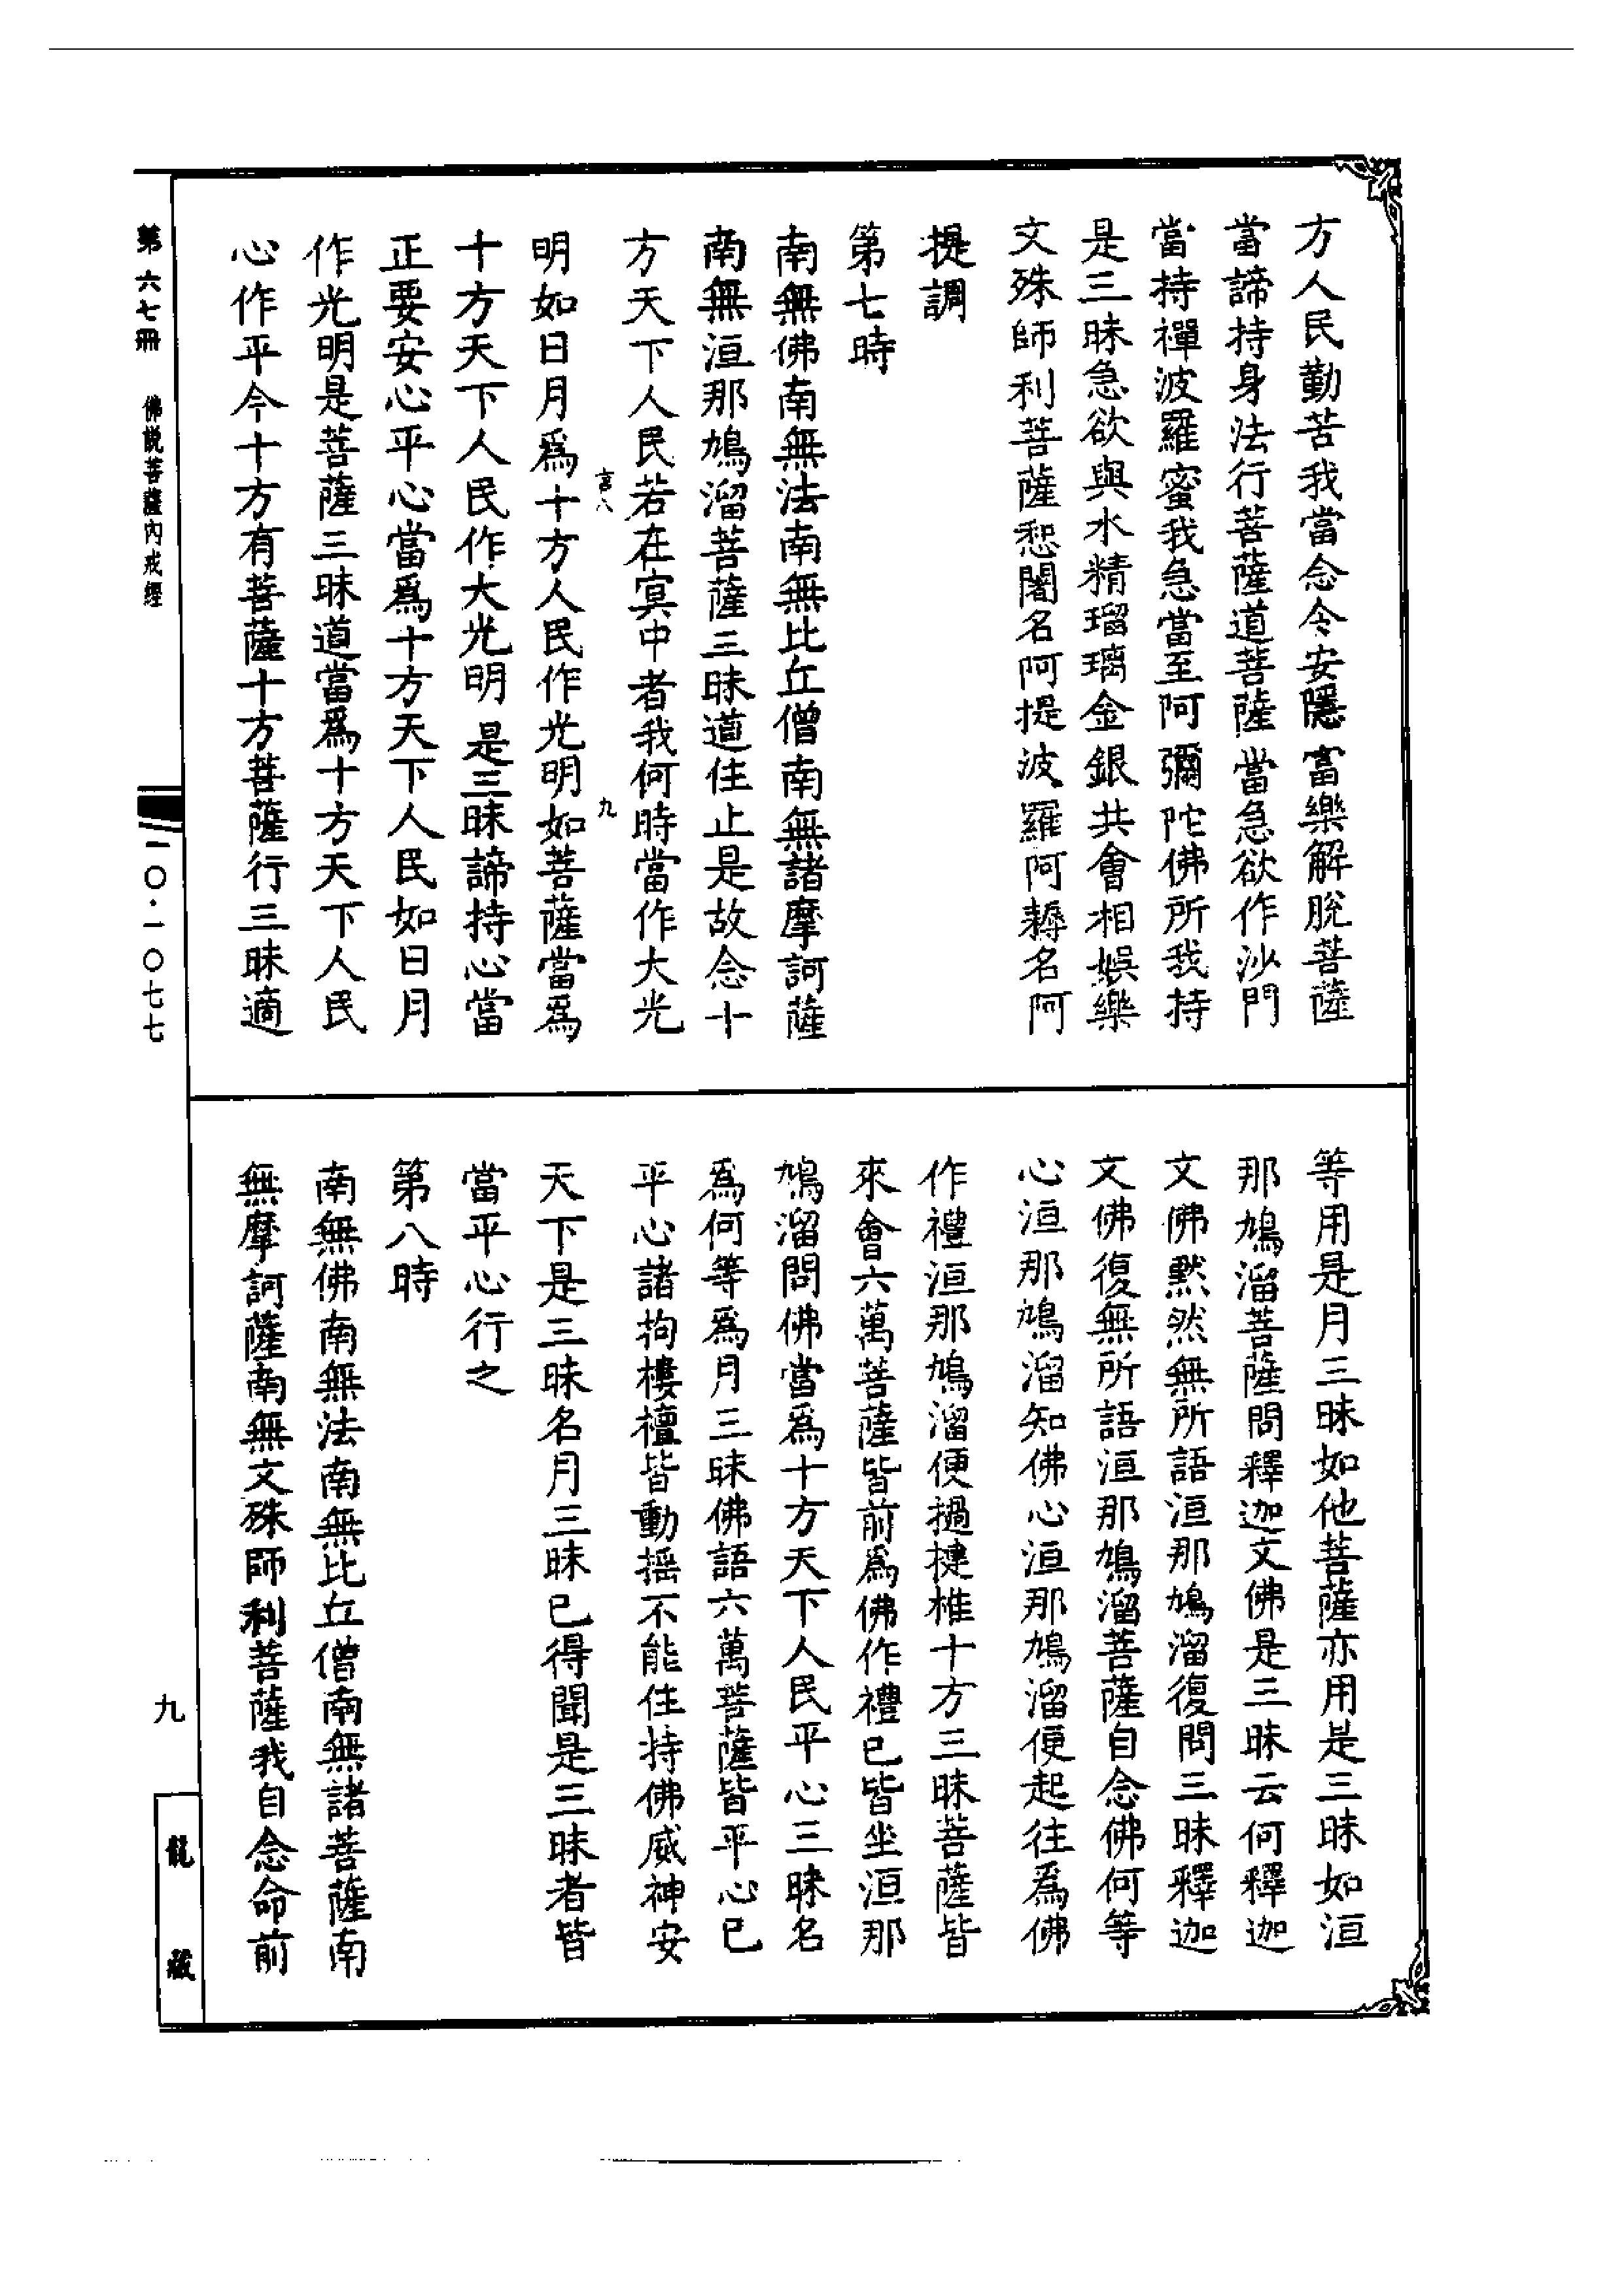 方人民勤苦我當念令安隱富樂解脫菩薩
當諦持身法行菩薩道菩薩當急欲作沙門
當持禪波羅蜜我急當至阿彌陀佛所我持
是三昧急欲與水精瑠璃金銀共會相娛樂
文殊師利菩薩惒闍名阿提波羅阿耨名阿
提調
第七時
南無佛南無法南無比丘僧南無諸摩訶薩
南無洹那鳩溜菩薩三昧道住止是故念十
方天下人民若在冥中者我何時當作大光
言八
九
明如日月爲十方人民作光明如菩薩當爲
十方天下人民作大光明是三昧諦持心當
正要安心平心當爲十方天下人民如日月
作光明是菩薩三昧道當爲十方天下人民
心作平今十方有菩薩十方菩薩行三昧適
等用是月三昧如他菩薩亦用是三昧如洹
那鳩溜菩薩問釋迦文佛是三昧云何釋迦
文佛默然無所語洹那鳩溜復問三昧釋迦
文佛復無所語洹那鳩溜菩薩自念佛何等
心洹那鳩溜知佛心洹那鳩溜便起往爲佛
作禮洹那鳩溜便撾揵椎十方三昧菩薩皆
來會六萬菩薩皆前爲佛作禮已皆坐洹那
鳩溜問佛當爲十方天下人民平心三昧名
爲何等爲月三昧佛語六萬菩薩皆平心已
平心諸拘樓檀皆動搖不能住持佛威神安
天下是三昧名月三昧已得聞是三昧者皆
當平心行之
第八時
南無佛南無法南無比丘僧南無諸菩薩南
無摩訶薩南無文殊師利菩薩我自念命前
第六七冊 佛説菩薩內戒經
一〇·一〇七七
九
龍藏